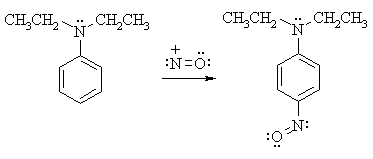 CH₃CH₂ CH₂CH₃ CH₃CH₂ CH₂CH₃
N̈ N̈
+
:N=Ö:
N:
:Ö